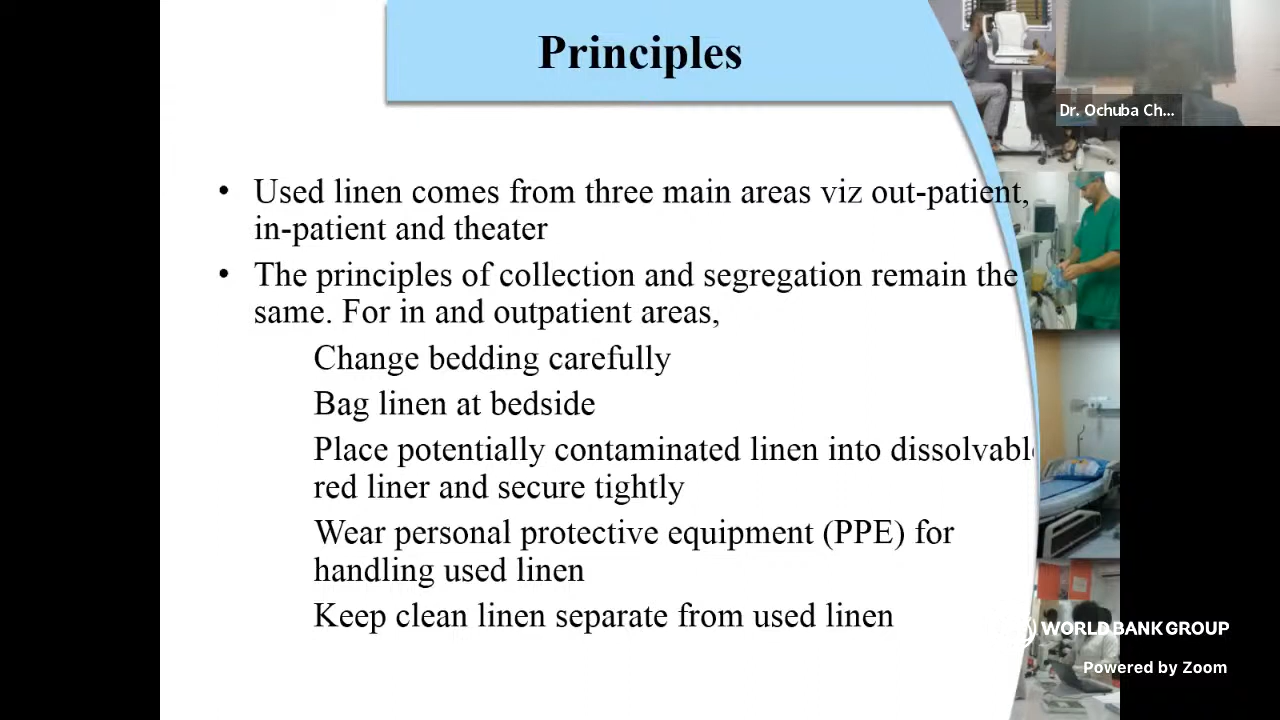 Principles
Dr. Ochuba Ch...
• Used linen comes from three main areas viz out-patient,
in-patient and theater
• The principles of collection and segregation remain the
same. For in and outpatient areas,
Change bedding carefully
Bag linen at bedside
Place potentially contaminated linen into dissolvable
red liner and secure tightly
Wear personal protective equipment (PPE) for
handling used linen
Keep clean linen separate from used linen
WORLD BANK GROUP
Powered by Zoom